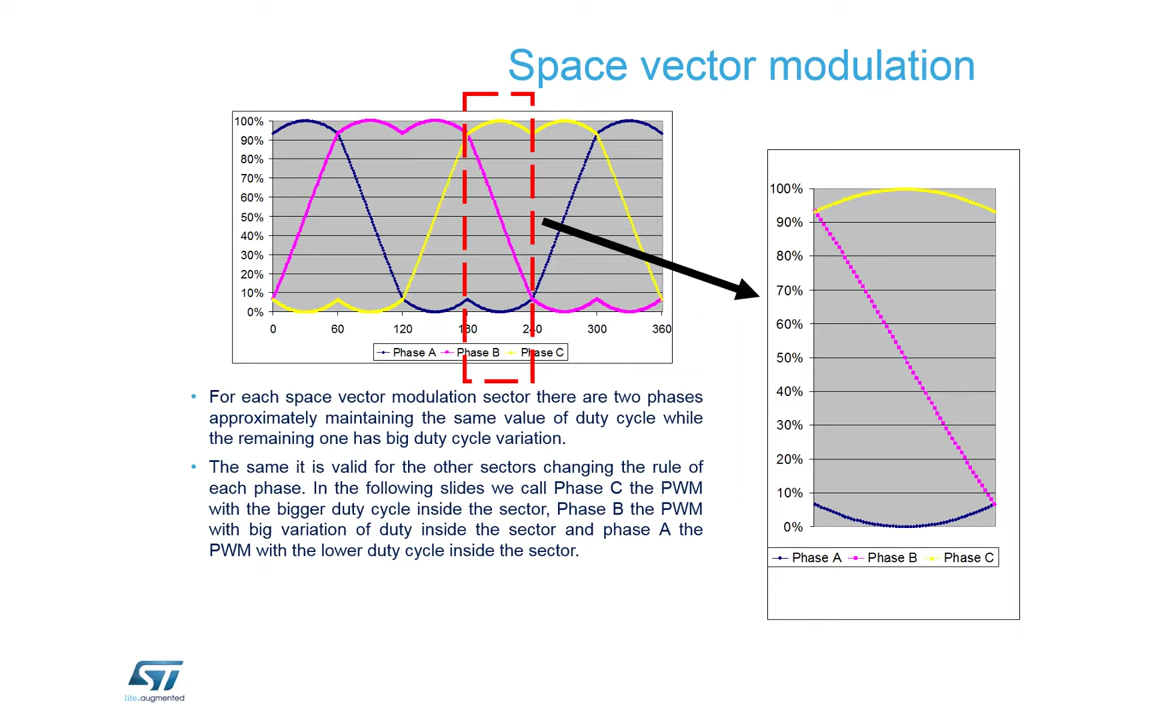 Space vector modulation
100%
90%
80%
70%
60%
50%
40%
30%
20%
10%
0%
0 60 120 180 240 300 360
Phase A Phase B Phase C
• For each space vector modulation sector there are two phases
approximately maintaining the same value of duty cycle while
the remaining one has big duty cycle variation.
• The same it is valid for the other sectors changing the rule of
each phase. In the following slides we call Phase C the PWM
with the bigger duty cycle inside the sector, Phase B the PWM
with big variation of duty inside the sector and phase A the
PWM with the lower duty cycle inside the sector.
100%
90%
80%
70%
60%
50%
40%
30%
20%
10%
0%
Phase A Phase B Phase C
ST
life.augmented